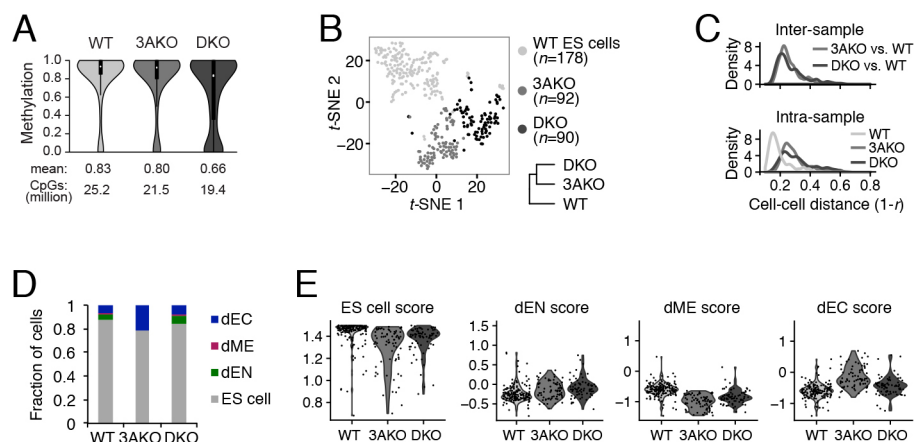 A
WT 3AKO DKO
Methylation
1.0
0.8
0.6
0.4
0.2
0.0
mean: 0.83 0.80 0.66
CpGs: 25.2 21.5 19.4
(million)
B
t-SNE 2
20
0
−20
−20 0 20
t-SNE 1
WT ES cells
(n=178)
3AKO
(n=92)
DKO
(n=90)
DKO
3AKO
WT
C
Inter-sample
Density
8
4
0
3AKO vs. WT
DKO vs. WT
Intra-sample
Density
8
4
0
WT
3AKO
DKO
0.2 0.4 0.6 0.8
Cell-cell distance (1-r)
D
Fraction of cells
1
0.8
0.6
0.4
0.2
0
WT 3AKO DKO
dEC
dME
dEN
ES cell
E
ES cell score
1.4
1.2
1.0
0.8
WT 3AKO DKO
dEN score
1.5
1.0
0.5
0.0
−0.5
WT 3AKO DKO
dME score
1
0
−1
WT 3AKO DKO
dEC score
1
0
−1
WT 3AKO DKO